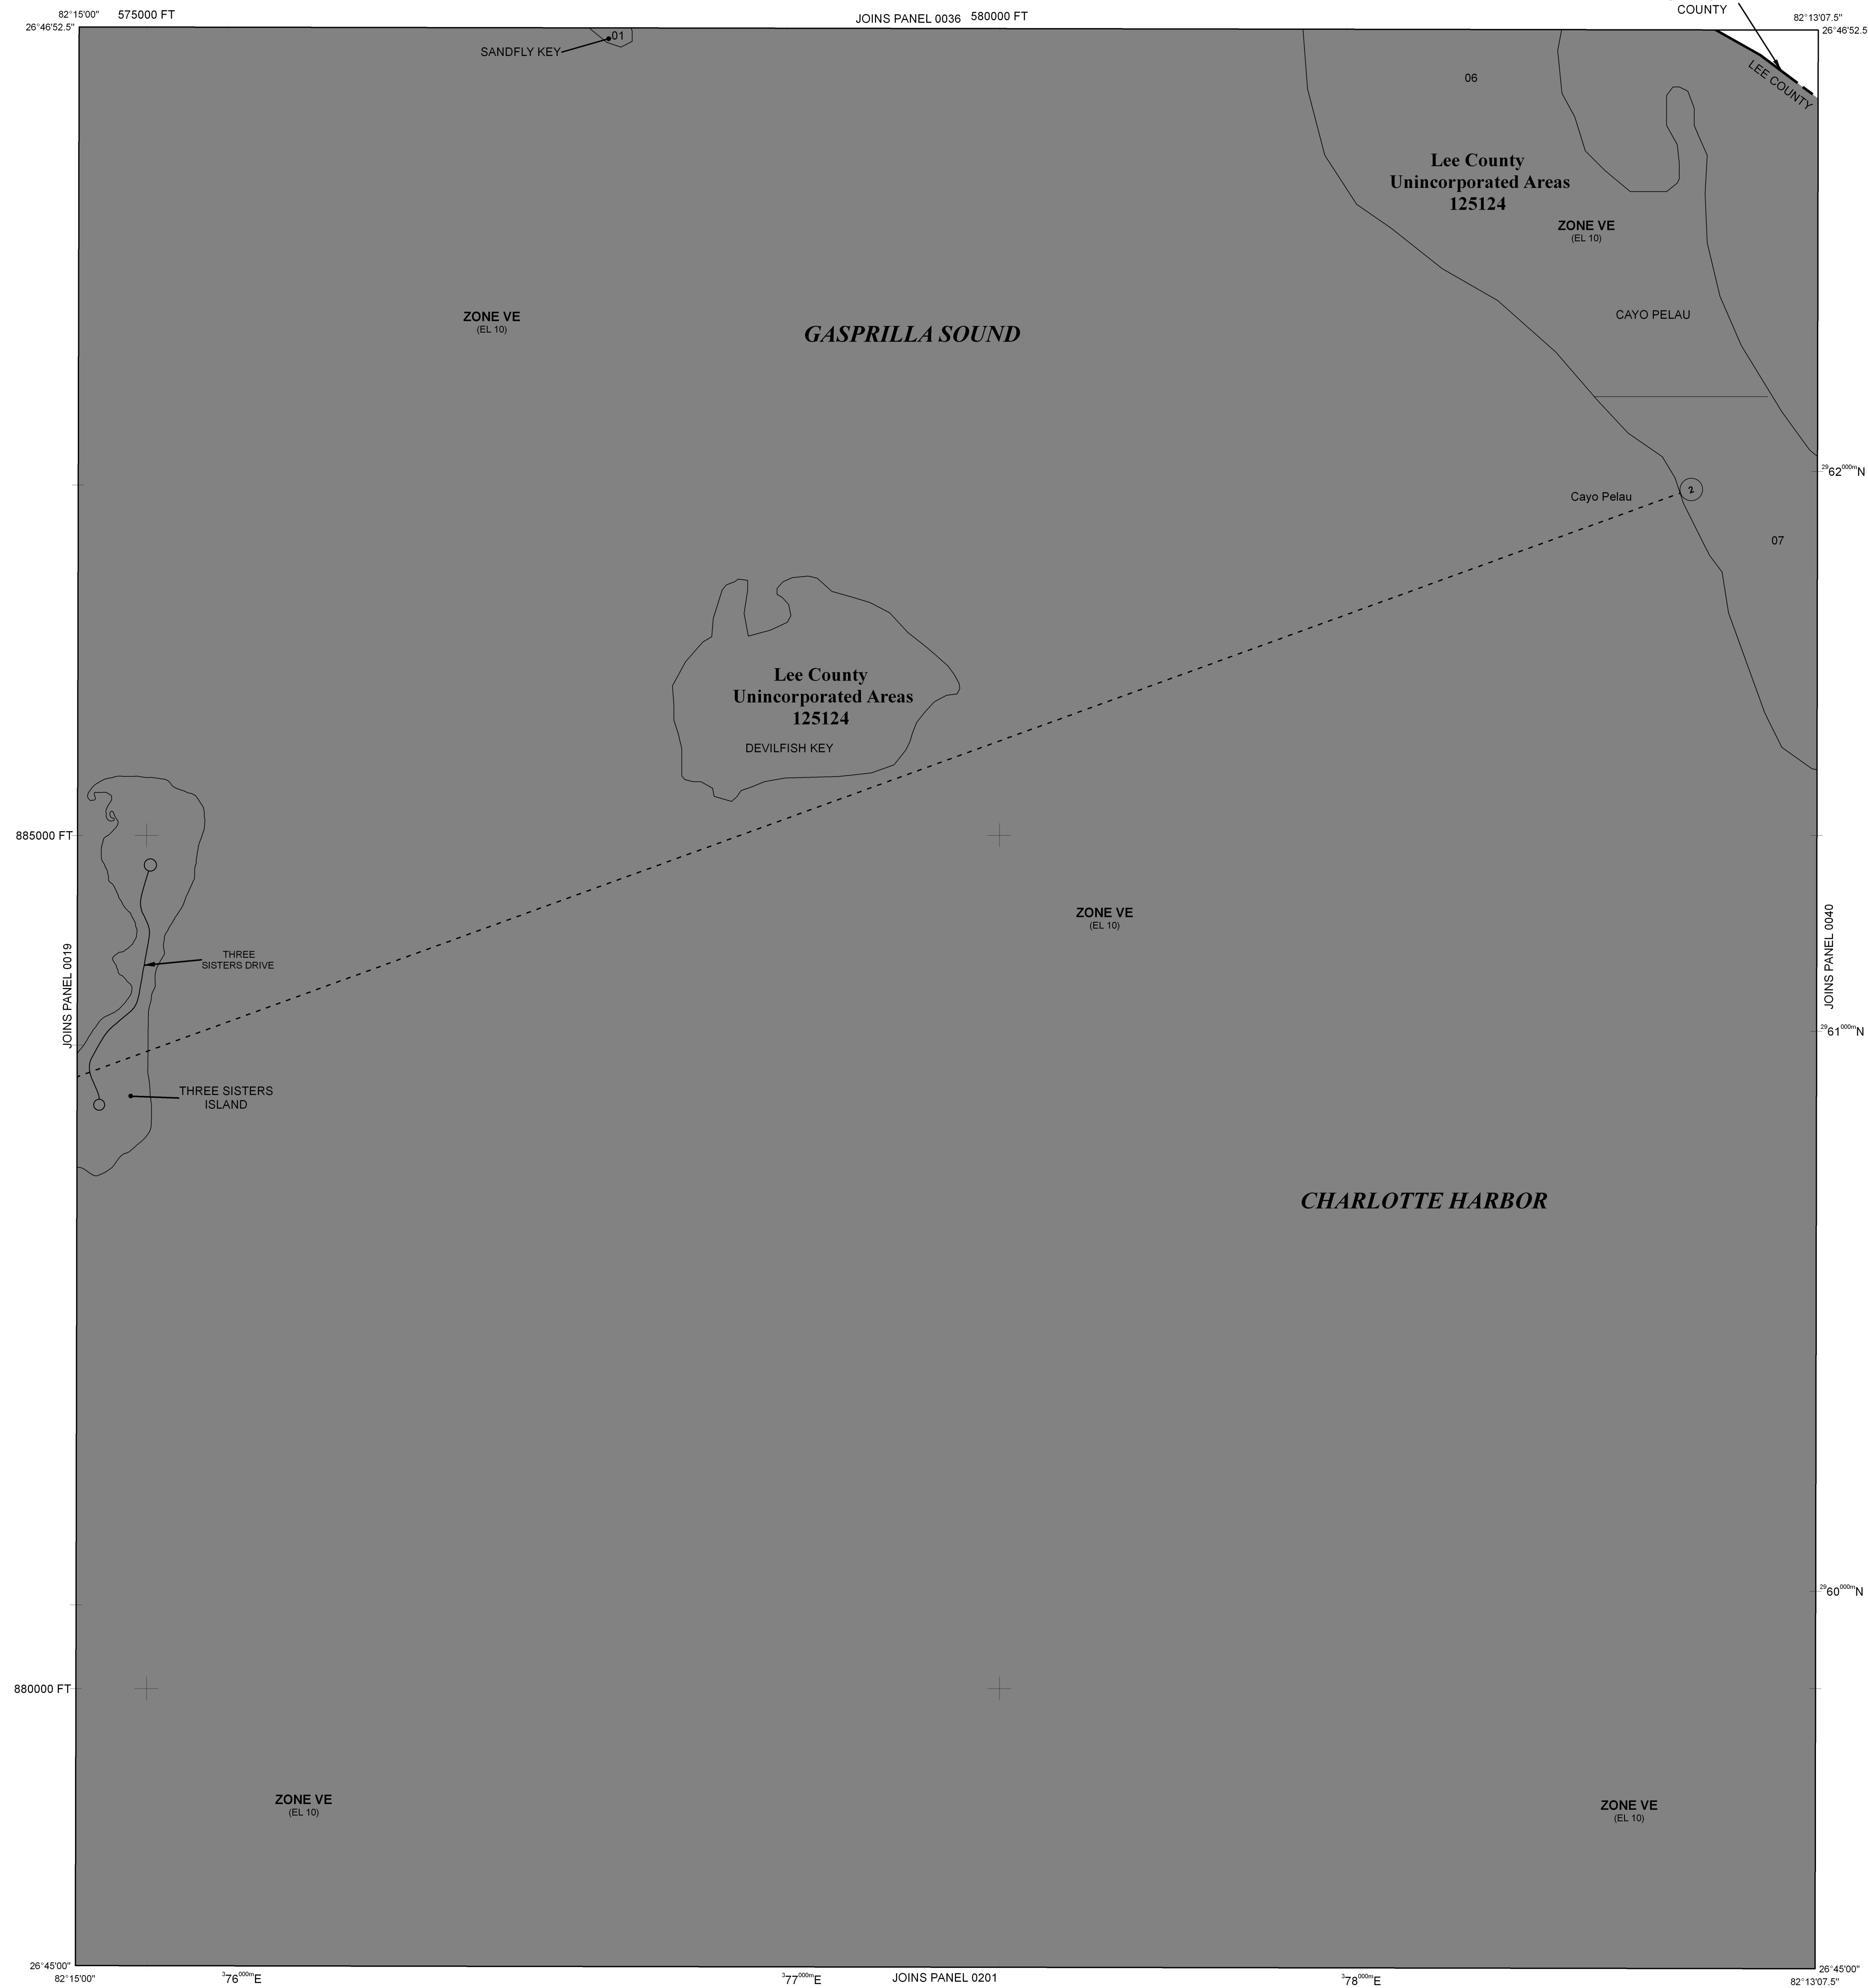 COUNTY
82°15'00"
575000 FT
JOINS PANEL 0036
580000 FT
82°13'07.5"
26°46'52.5"
26°46'52.5
SANDFLY KEY
01
LEE COUNTY
06
Lee County
Unincorporated Areas
125124
ZONE VE
(EL 10)
CAYO PELAU
ZONE VE
(EL 10)
GASPRILLA SOUND
2962000mN
Cayo Pelau
2
07
Lee County
Unincorporated Areas
125124
DEVILFISH KEY
885000 FT
ZONE VE
(EL 10)
JOINS PANEL 0019
THREE
SISTERS DRIVE
JOINS PANEL 0040
2961000mN
THREE SISTERS
ISLAND
CHARLOTTE HARBOR
2960000mN
880000 FT
ZONE VE
(EL 10)
ZONE VE
(EL 10)
26°45'00"
26°45'00"
82°15'00"
376000mE
377000mE
JOINS PANEL 0201
378000mE
82°13'07.5"